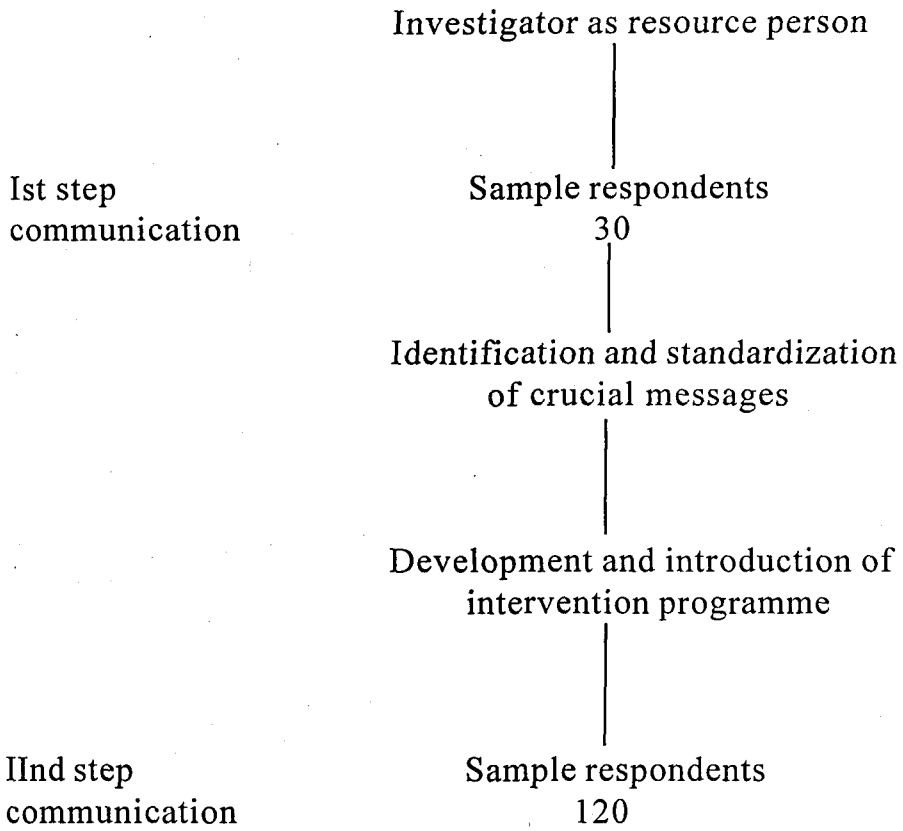 Investigator as resource person
Ist step
communication
Sample respondents
30
Identification and standardization
of crucial messages
Development and introduction of
intervention programme
IInd step
communication
Sample respondents
120